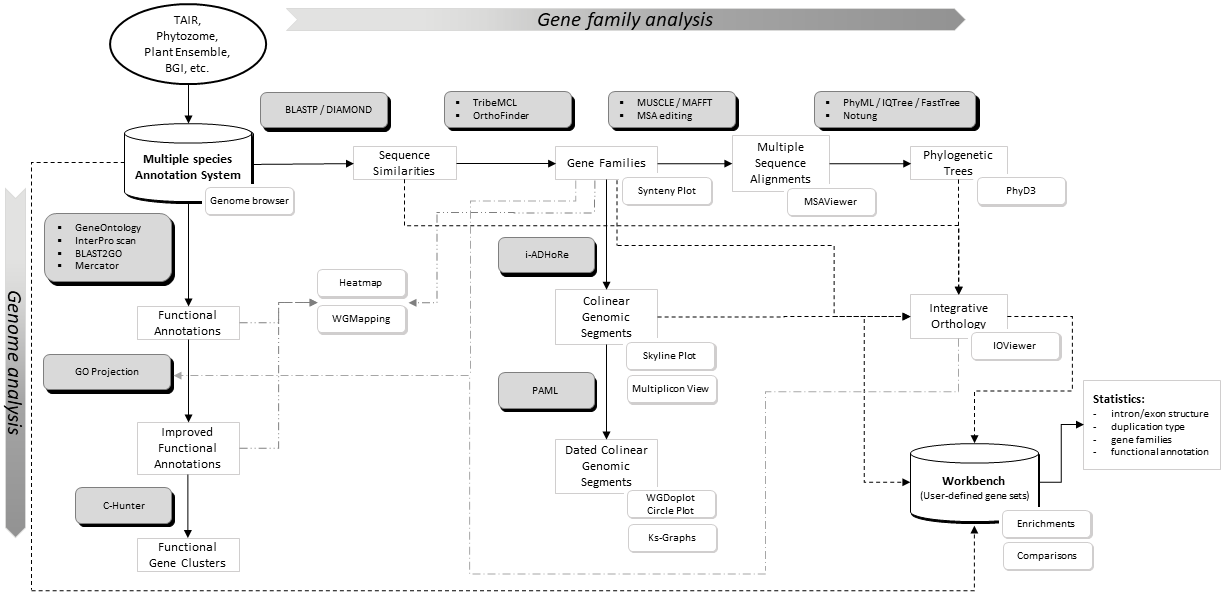 Gene family analysis
TAIR,
Phytozome,
Plant Ensemble,
BGI, etc.
BLASTP / DIAMOND
▪ TribeMCL
▪ OrthoFinder
▪ MUSCLE / MAFFT
▪ MSA editing
▪ PhyML / IQTree / FastTree
▪ Notung
Multiple species
Annotation System
Genome browser
Sequence
Similarities
Gene Families
Synteny Plot
Multiple
Sequence
Alignments
MSAViewer
Phylogenetic
Trees
PhyD3
Genome analysis
▪ GeneOntology
▪ InterPro scan
▪ BLAST2GO
▪ Mercator
i-ADHoRe
Heatmap
WGMapping
Functional
Annotations
Colinear
Genomic
Segments
Skyline Plot
Multiplicon View
Integrative
Orthology
IOViewer
GO Projection
PAML
Statistics:
- intron/exon structure
- duplication type
- gene families
- functional annotation
Improved
Functional
Annotations
Dated Colinear
Genomic
Segments
WGDoplot
Circle Plot
Ks-Graphs
Workbench
(User-defined gene sets)
Enrichments
Comparisons
C-Hunter
Functional
Gene Clusters